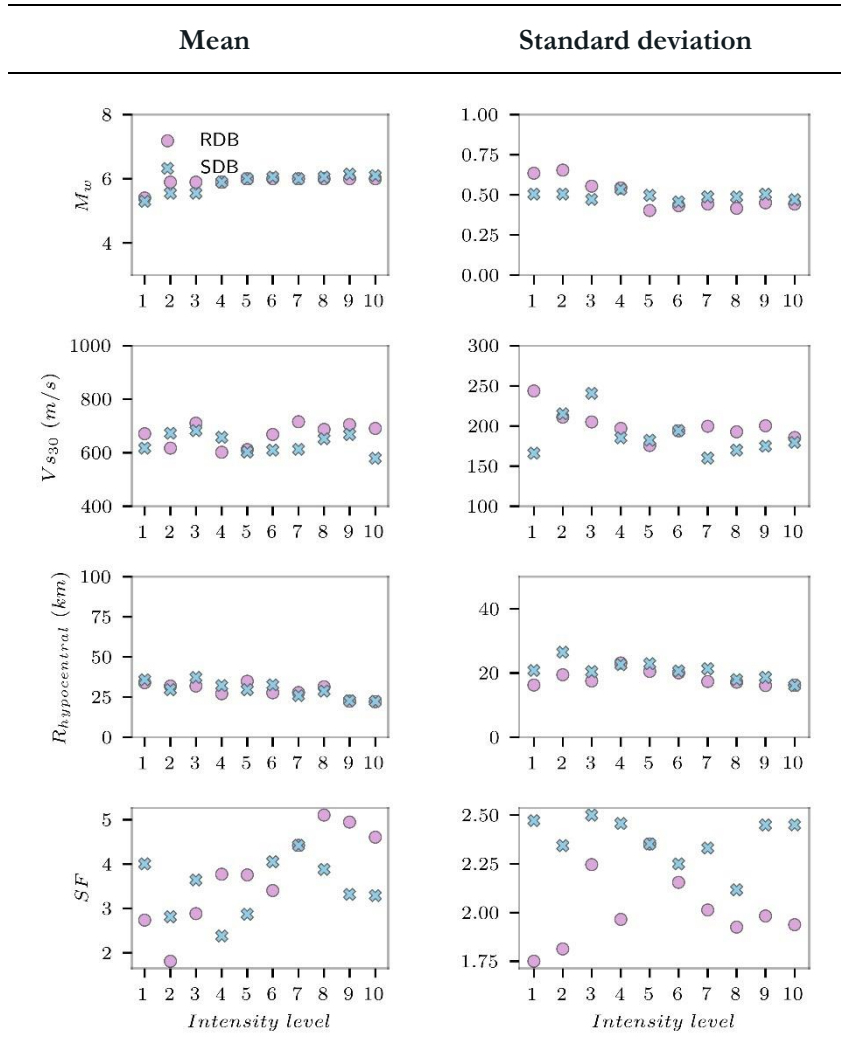 Mean Standard deviation
8
6
4
M_w
RDB
SDB
1 2 3 4 5 6 7 8 9 10
1.00
0.75
0.50
0.25
0.00
1 2 3 4 5 6 7 8 9 10
1000
800
600
400
Vs_30 (m/s)
1 2 3 4 5 6 7 8 9 10
300
250
200
150
100
1 2 3 4 5 6 7 8 9 10
100
75
50
25
0
R_hypocentral (km)
1 2 3 4 5 6 7 8 9 10
40
20
0
1 2 3 4 5 6 7 8 9 10
5
4
3
2
SF
1 2 3 4 5 6 7 8 9 10
Intensity level
2.50
2.25
2.00
1.75
1 2 3 4 5 6 7 8 9 10
Intensity level